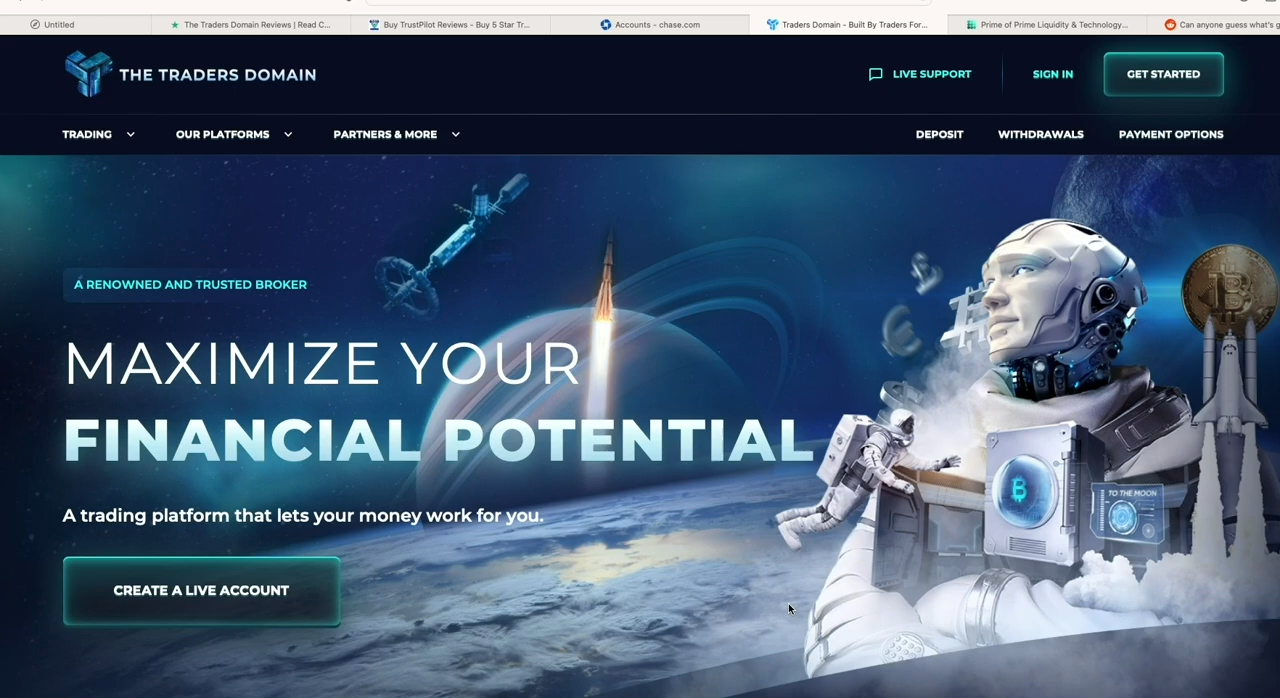 Untitled
The Traders Domain Reviews | Read C...
Buy TrustPilot Reviews - Buy 5 Star Tr...
Accounts - chase.com
Traders Domain - Built By Traders For...
Prime of Prime Liquidity & Technology...
Can anyone guess what's g
THE TRADERS DOMAIN
LIVE SUPPORT
SIGN IN
GET STARTED
TRADING
OUR PLATFORMS
PARTNERS & MORE
DEPOSIT
WITHDRAWALS
PAYMENT OPTIONS
A RENOWNED AND TRUSTED BROKER
MAXIMIZE YOUR
FINANCIAL POTENTIAL
A trading platform that lets your money work for you.
CREATE A LIVE ACCOUNT
TO THE MOON